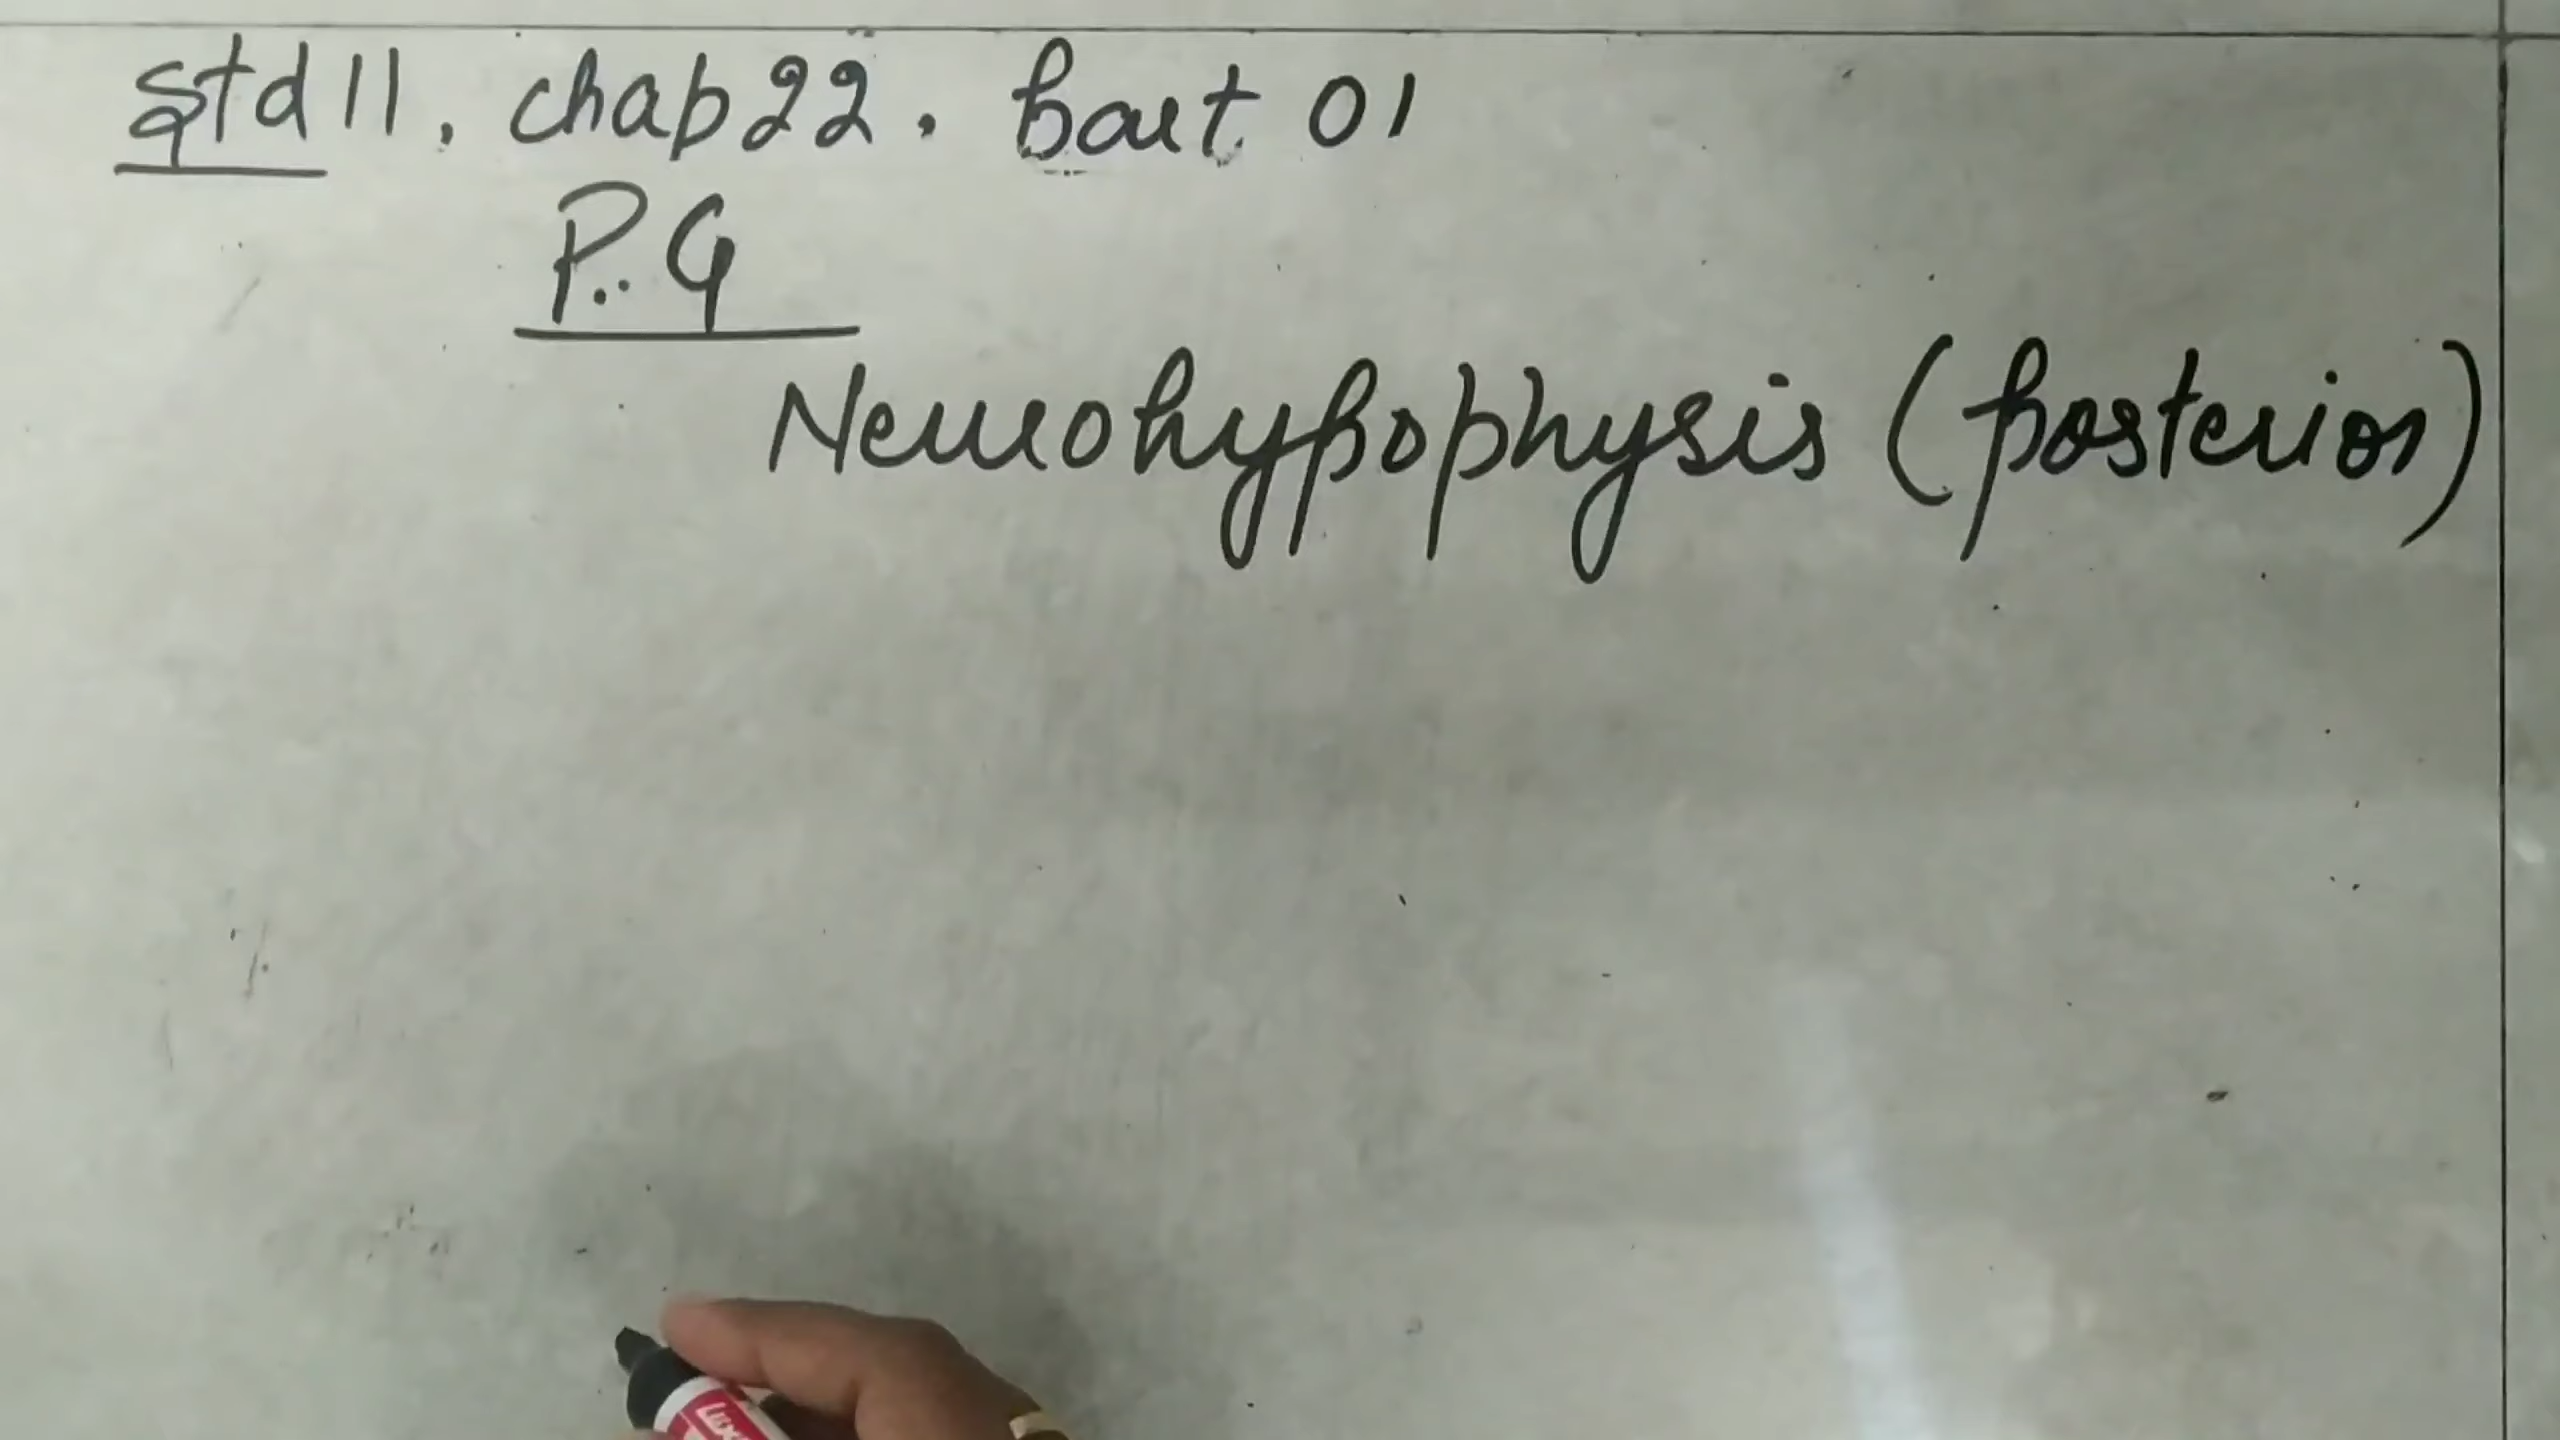 Std 11. chap 22. part 01
P.. G
Neurohypophysis (posterior)